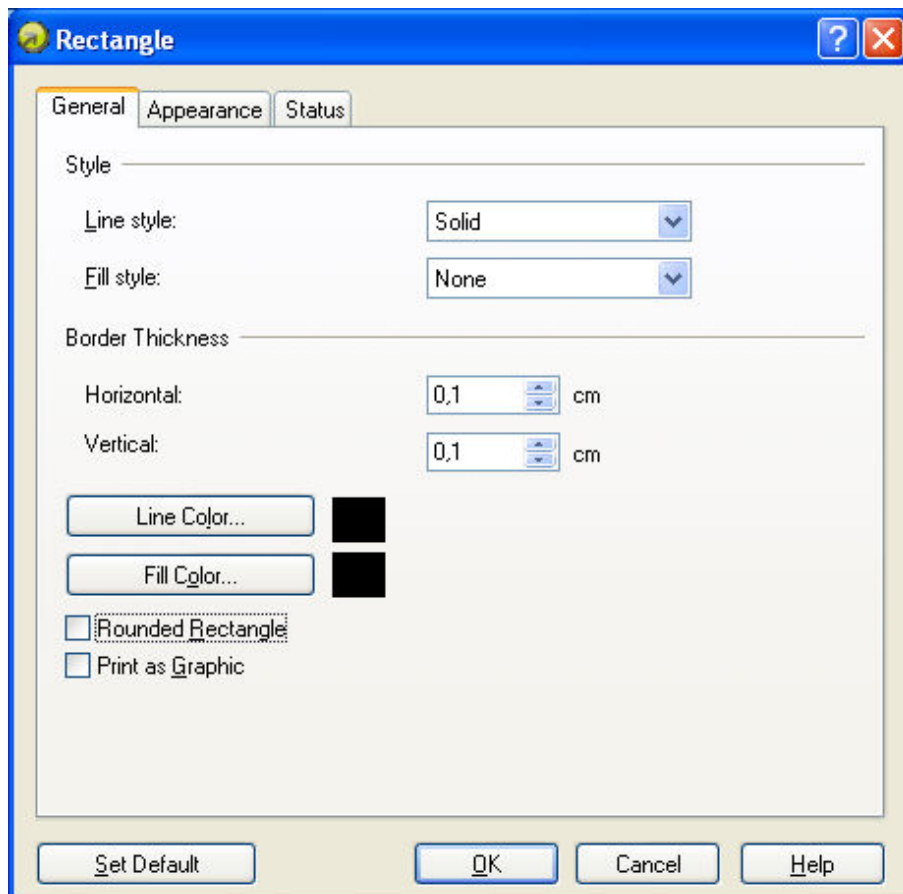 Rectangle
General Appearance Status
Style
Line style: Solid
Fill style: None
Border Thickness
Horizontal: 0,1 cm
Vertical: 0,1 cm
Line Color...
Fill Color...
Rounded Rectangle
Print as Graphic
Set Default OK Cancel Help